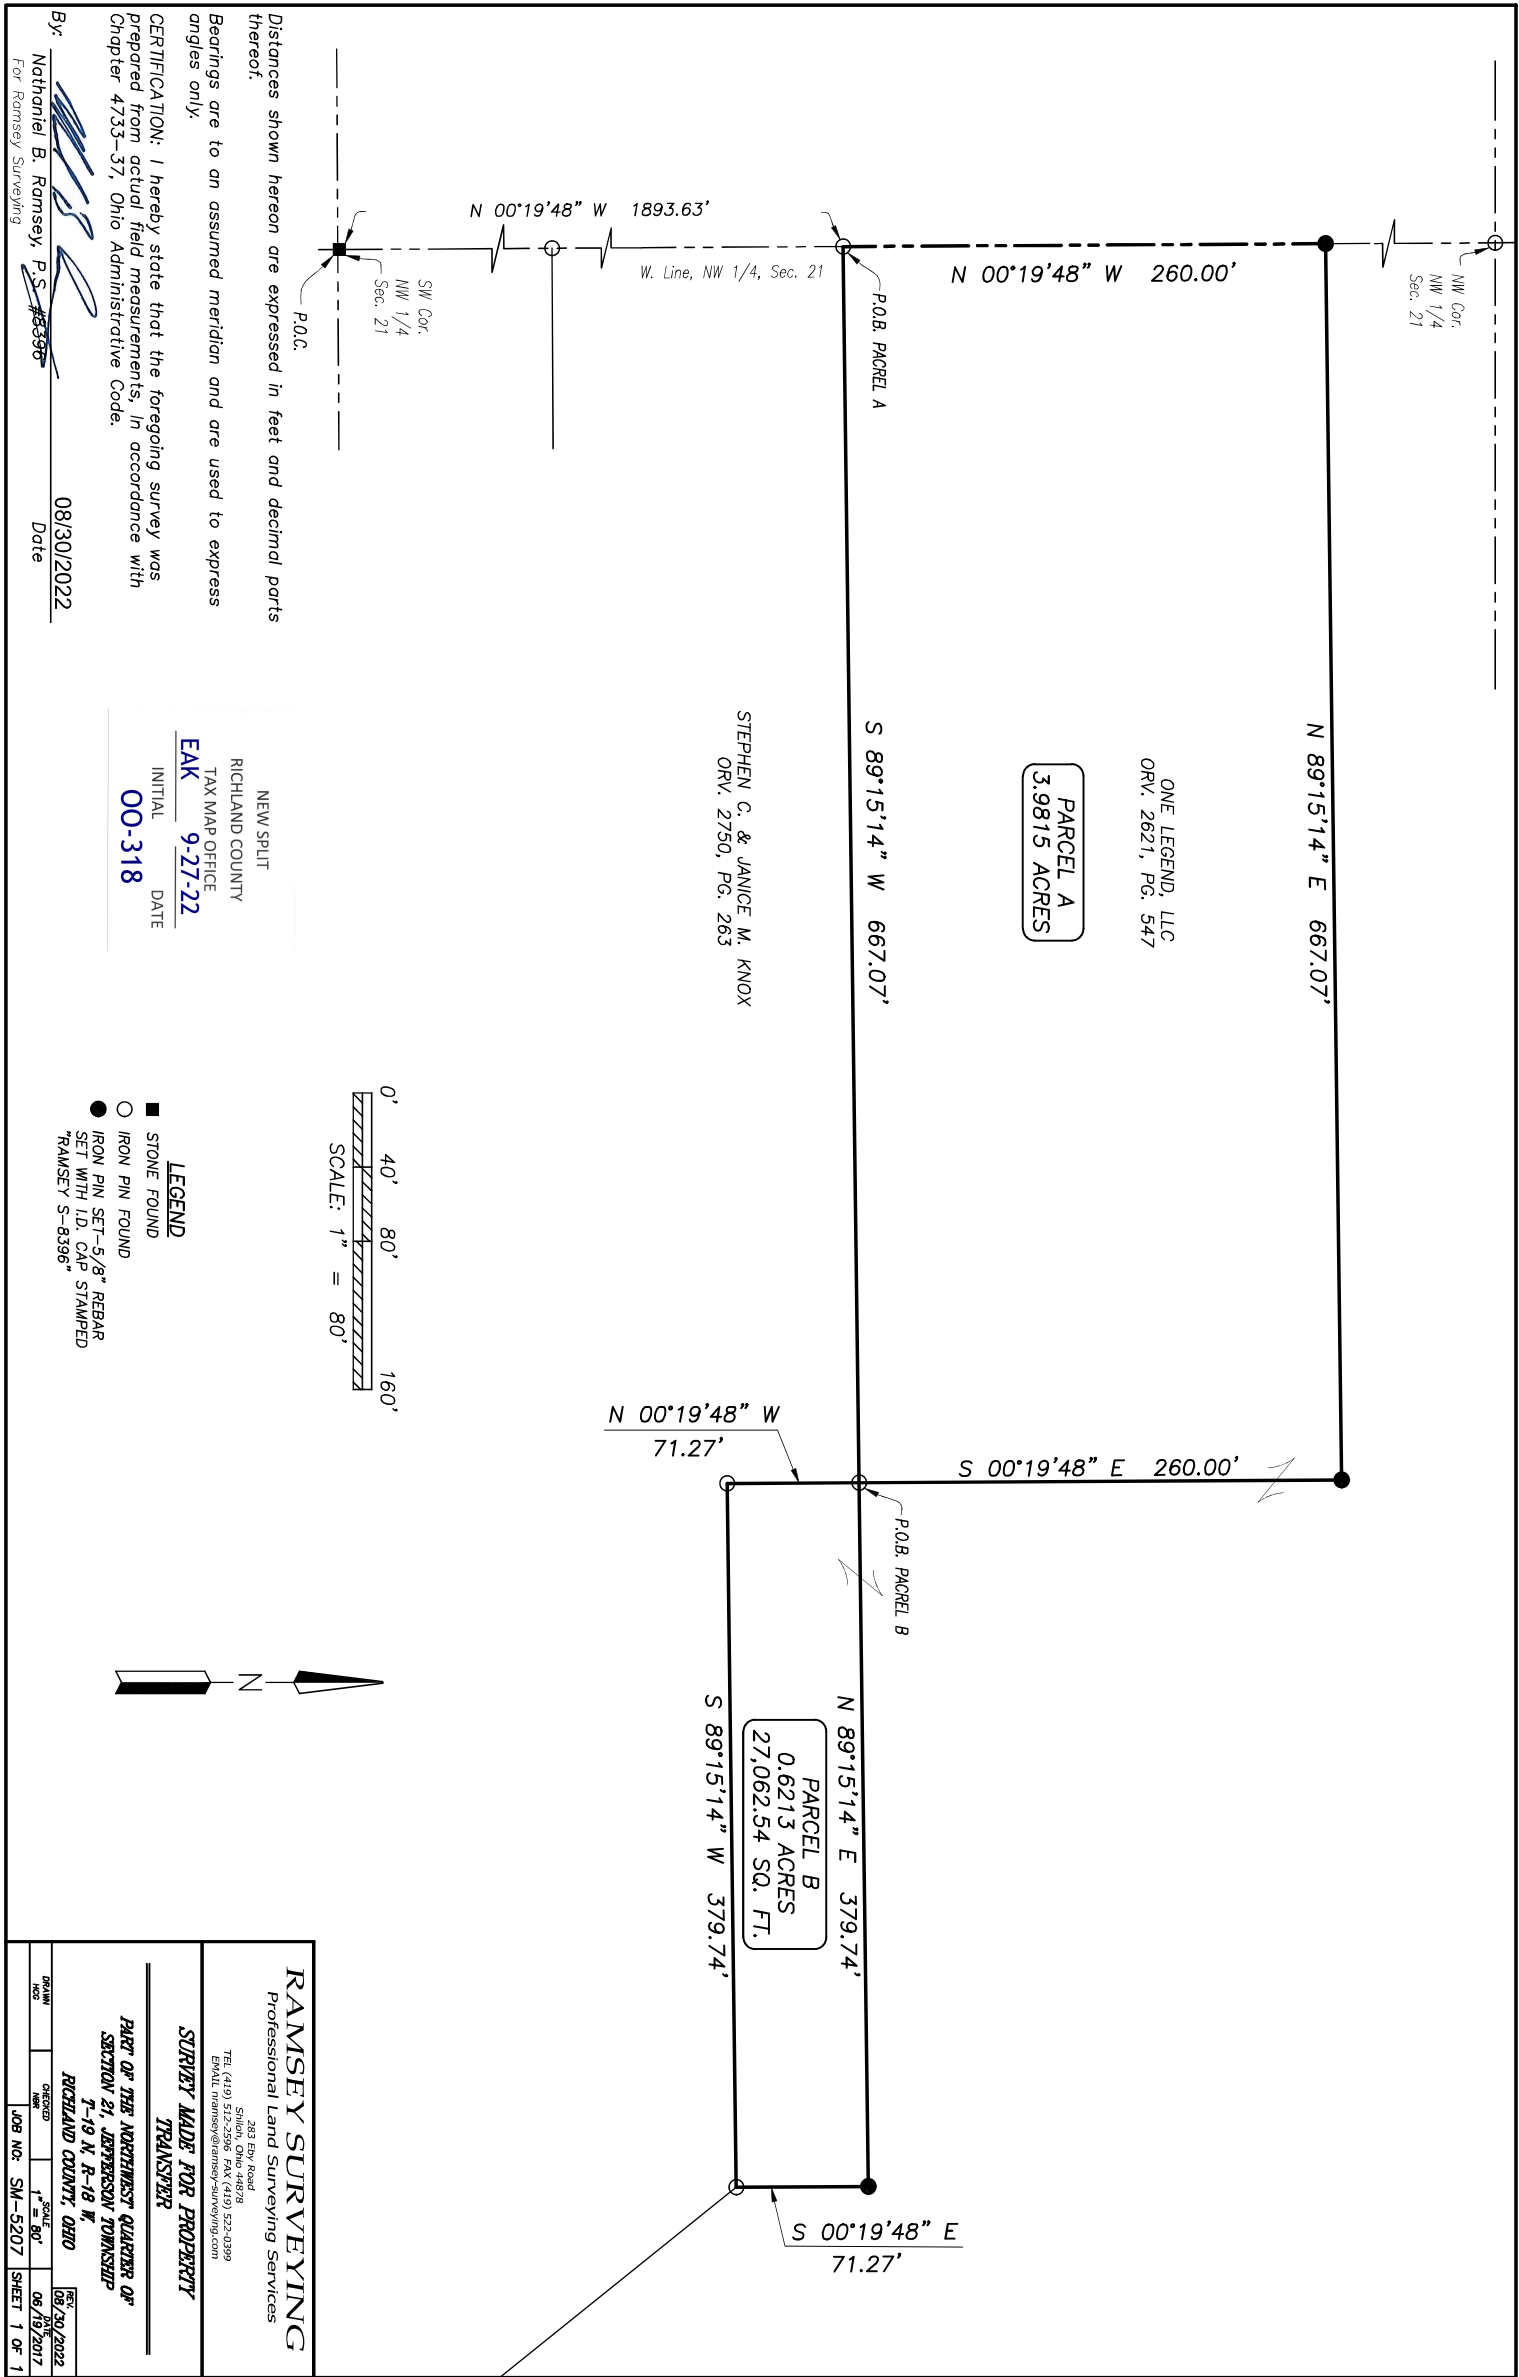 NW Cor.
NW 1/4
Sec. 21
N 89°15'14" E 667.07'
N 00°19'48" W 260.00'
ONE LEGEND, LLC
ORV. 2621, PG. 547
PARCEL A
3.9815 ACRES
S 00°19'48" E 260.00'
P.O.B. PACREL A
S 89°15'14" W 667.07'
P.O.B. PACREL B
N 89°15'14" E 379.74'
PARCEL B
0.6213 ACRES
27,062.54 SQ. FT.
S 89°15'14" W 379.74'
S 00°19'48" E
71.27'
N 00°19'48" W
71.27'
STEPHEN C. & JANICE M. KNOX
ORV. 2750, PG. 263
W. Line, NW 1/4, Sec. 21
N 00°19'48" W 1893.63'
SW Cor.
NW 1/4
Sec. 21
P.O.C.
Distances shown hereon are expressed in feet and decimal parts
thereof.
Bearings are to an assumed meridian and are used to express
angles only.
CERTIFICATION: I hereby state that the foregoing survey was
prepared from actual field measurements, in accordance with
Chapter 4733-37, Ohio Administrative Code.
By:
08/30/2022
Nathaniel B. Ramsey, P.S. #8396
Date
For Ramsey Surveying
NEW SPLIT
RICHLAND COUNTY
TAX MAP OFFICE
EAK 9-27-22
INITIAL DATE
OO-318
0' 40' 80' 160'
SCALE: 1" = 80'
LEGEND
STONE FOUND
IRON PIN FOUND
IRON PIN SET-5/8" REBAR
SET WITH I.D. CAP STAMPED
"RAMSEY S-8396"
N
RAMSEY SURVEYING
Professional Land Surveying Services
283 Eby Road
Shiloh, Ohio 44878
TEL (419) 512-2596 FAX (419) 522-0399
EMAIL nramsey@ramsey-surveying.com
SURVEY MADE FOR PROPERTY
TRANSFER
PART OF THE NORTHWEST QUARTER OF
SECTION 21, JEFFERSON TOWNSHIP
T-19 N, R-18 W,
RICHLAND COUNTY, OHIO
REV.
08/30/2022
DRAWN
HOG
CHECKED
NBR
SCALE
1" = 80'
DATE
06/19/2017
JOB NO: SM-5207
SHEET 1 OF 1